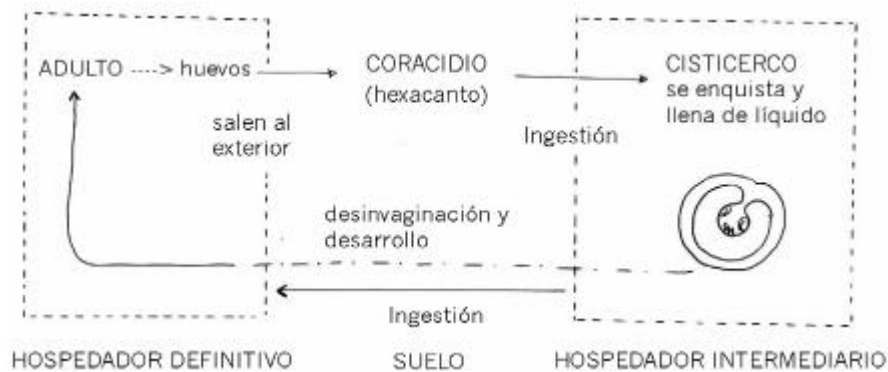 ADULTO ----> huevos
salen al
exterior
CORACIDIO
(hexacanto)
Ingestión
CISTICERCO
se enquista y
llena de líquido
desinvaginación y
desarrollo
Ingestión
HOSPEDADOR DEFINITIVO
SUELO
HOSPEDADOR INTERMEDIARIO